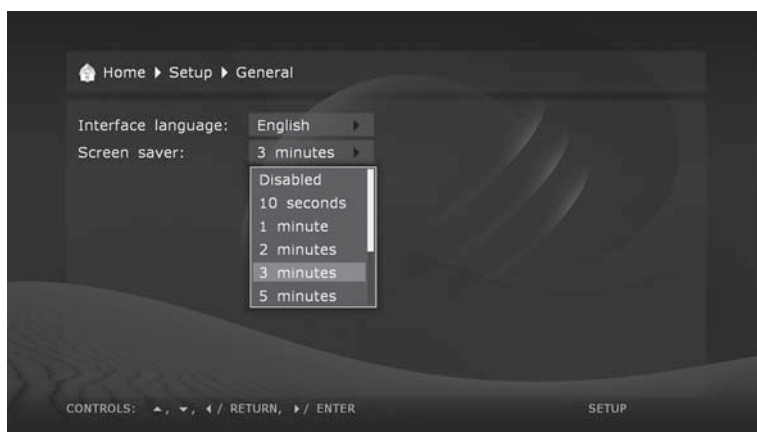 Home ▶ Setup ▶ General
Interface language: English ▶
Screen saver: 3 minutes ▶
Disabled
10 seconds
1 minute
2 minutes
3 minutes
5 minutes
CONTROLS: ▲, ▼, ◀/ RETURN, ▶/ ENTER SETUP